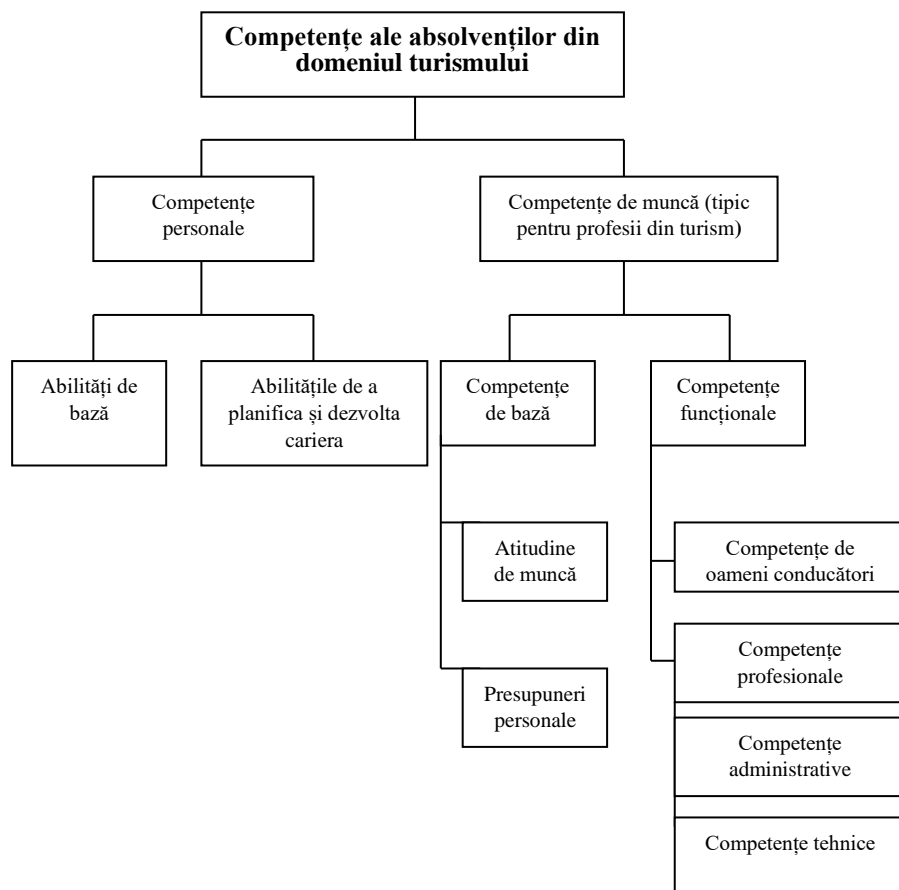 Competențe ale absolvenților din
domeniul turismului
Competențe
personale
Competențe de muncă (tipic
pentru profesii din turism)
Abilități de
bază
Abilitățile de a
planifica și dezvolta
cariera
Competențe
de bază
Competențe
funcționale
Atitudine
de muncă
Presupuneri
personale
Competențe de
oameni conducători
Competențe
profesionale
Competențe
administrative
Competențe tehnice